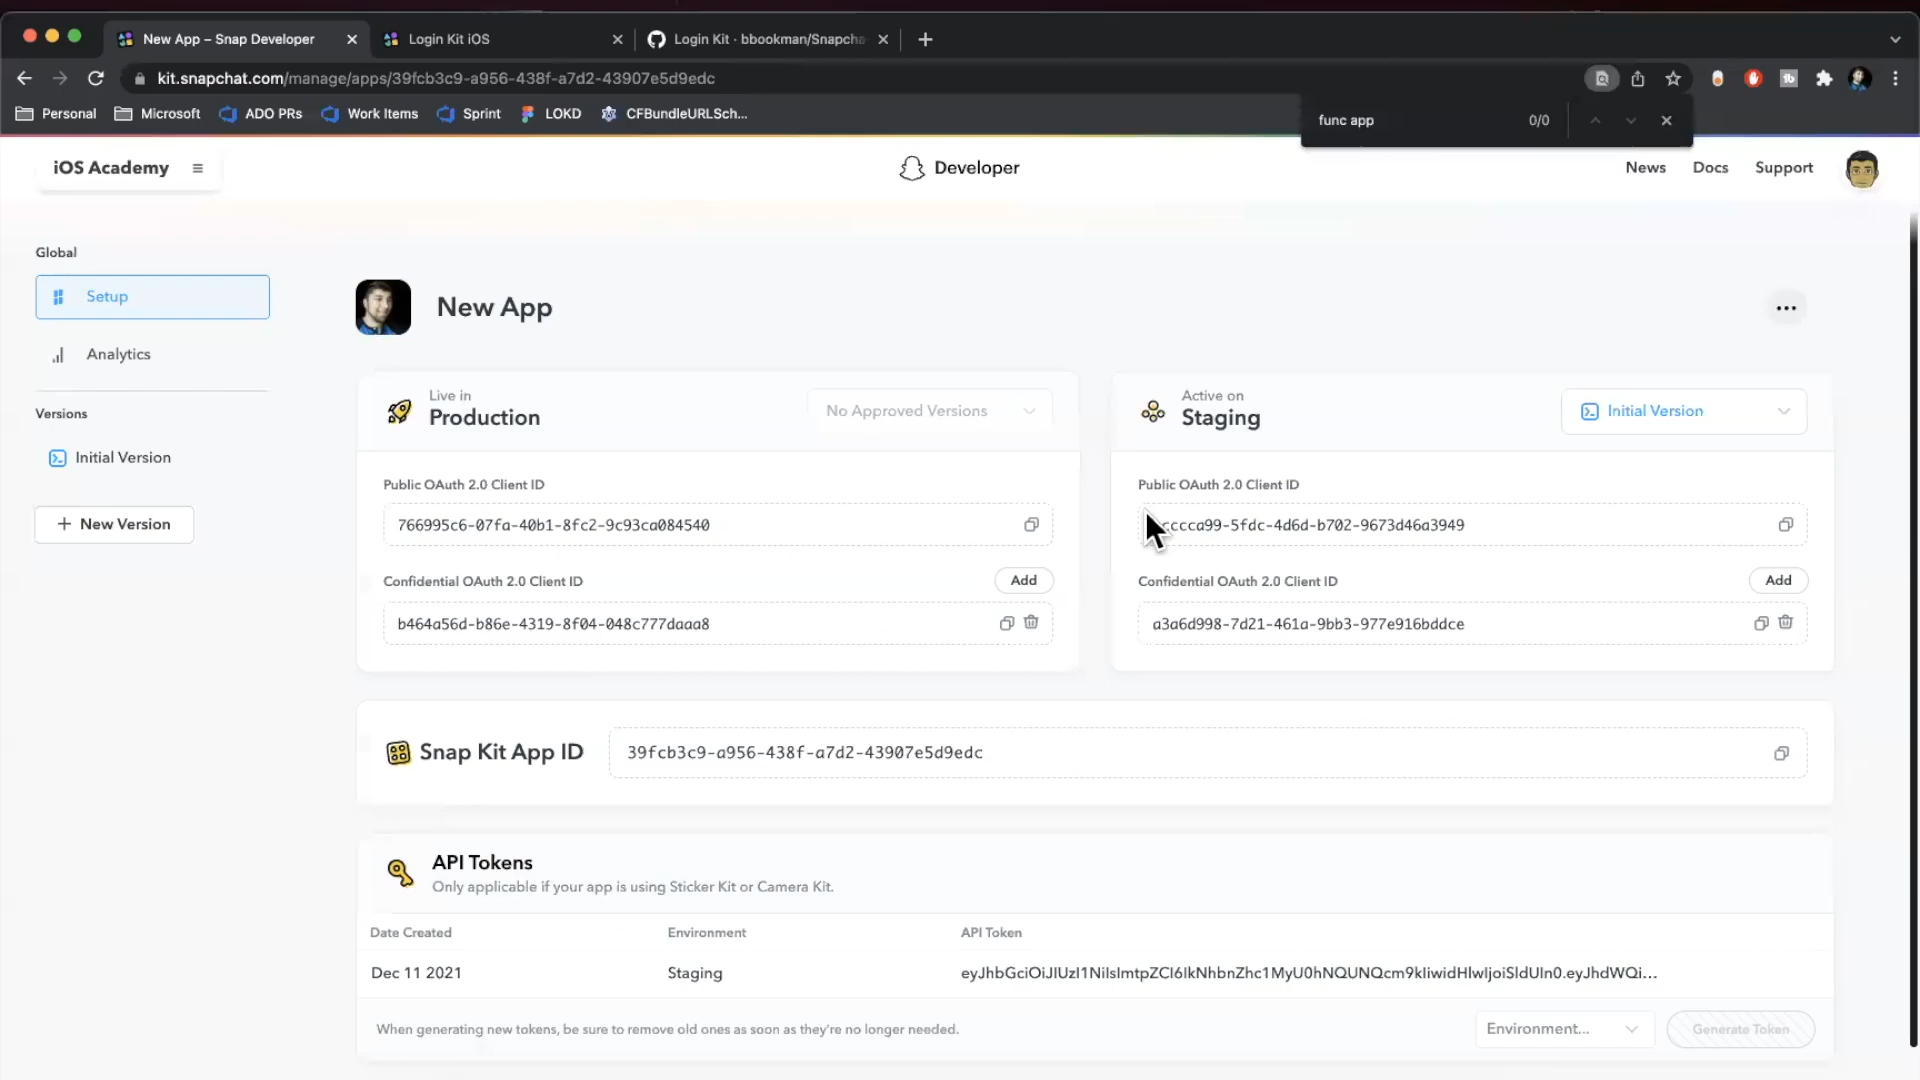 New App – Snap Developer
Login Kit iOS
Login Kit · bbookman/Snapcha
kit.snapchat.com/manage/apps/39fcb3c9-a956-438f-a7d2-43907e5d9edc
Personal
Microsoft
ADO PRs
Work Items
Sprint
LOKD
CFBundleURLSch...
func app
0/0
iOS Academy
Developer
News
Docs
Support
Global
Setup
Analytics
Versions
Initial Version
+ New Version
New App
Live in
Production
No Approved Versions
Public OAuth 2.0 Client ID
766995c6-07fa-40b1-8fc2-9c93ca084540
Confidential OAuth 2.0 Client ID
Add
b464a56d-b86e-4319-8f04-048c777daaa8
Active on
Staging
Initial Version
Public OAuth 2.0 Client ID
cccca99-5fdc-4d6d-b702-9673d46a3949
Confidential OAuth 2.0 Client ID
Add
a3a6d998-7d21-461a-9bb3-977e916bddce
Snap Kit App ID
39fcb3c9-a956-438f-a7d2-43907e5d9edc
API Tokens
Only applicable if your app is using Sticker Kit or Camera Kit.
Date Created
Environment
API Token
Dec 11 2021
Staging
When generating new tokens, be sure to remove old ones as soon as they're no longer needed.
Environment...
Generate Token